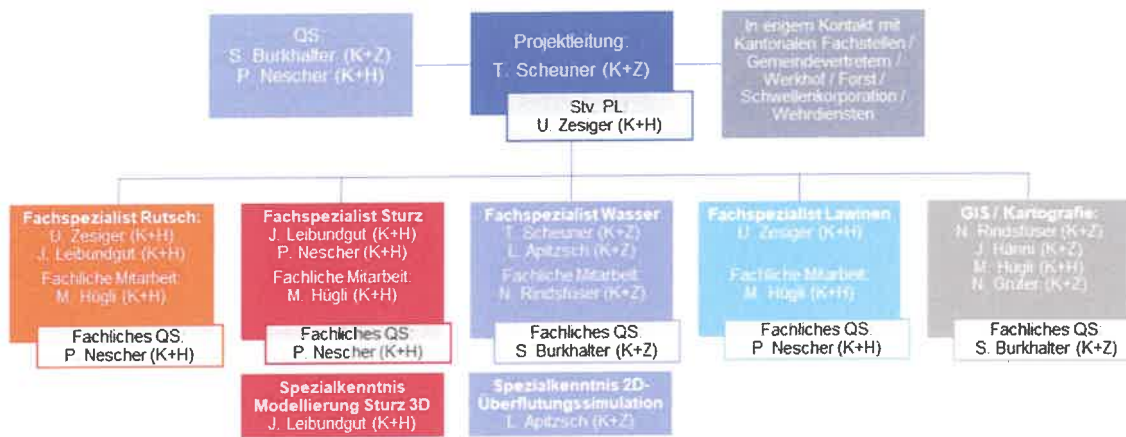 QS:
S. Burkhalter (K+Z)
P. Nescher (K+H)
Projektleitung:
T. Scheuner (K+Z)
Stv. PL
U. Zesiger (K+H)
In engem Kontakt mit
Kantonalen Fachstellen /
Gemeindevertretern /
Werkhof / Forst /
Schwellenkorporation /
Wehrdiensten
Fachspezialist Rutsch:
U. Zesiger (K+H)
J. Leibundgut (K+H)
Fachliche Mitarbeit:
M. Hügli (K+H)
Fachliches QS:
P. Nescher (K+H)
Fachspezialist Sturz
J. Leibundgut (K+H)
P. Nescher (K+H)
Fachliche Mitarbeit:
M. Hügli (K+H)
Fachliches QS:
P. Nescher (K+H)
Spezialkenntnis
Modellierung Sturz 3D
J. Leibundgut (K+H)
Fachspezialist Wasser
T. Scheuner (K+Z)
L. Apitzsch (K+Z)
Fachliche Mitarbeit:
N. Rindsfüser (K+Z)
Fachliches QS:
S. Burkhalter (K+Z)
Spezialkenntnis 2D-
Überflutungssimulation
L. Apitzsch (K+Z)
Fachspezialist Lawinen
U. Zesiger (K+H)
Fachliche Mitarbeit:
M. Hügli (K+H)
Fachliches QS:
P. Nescher (K+H)
GIS / Kartografie:
N. Rindsfüser (K+Z)
J. Hänni (K+Z)
M. Hügli (K+H)
N. (K+Z)
Fachliches QS:
S. Burkhalter (K+Z)